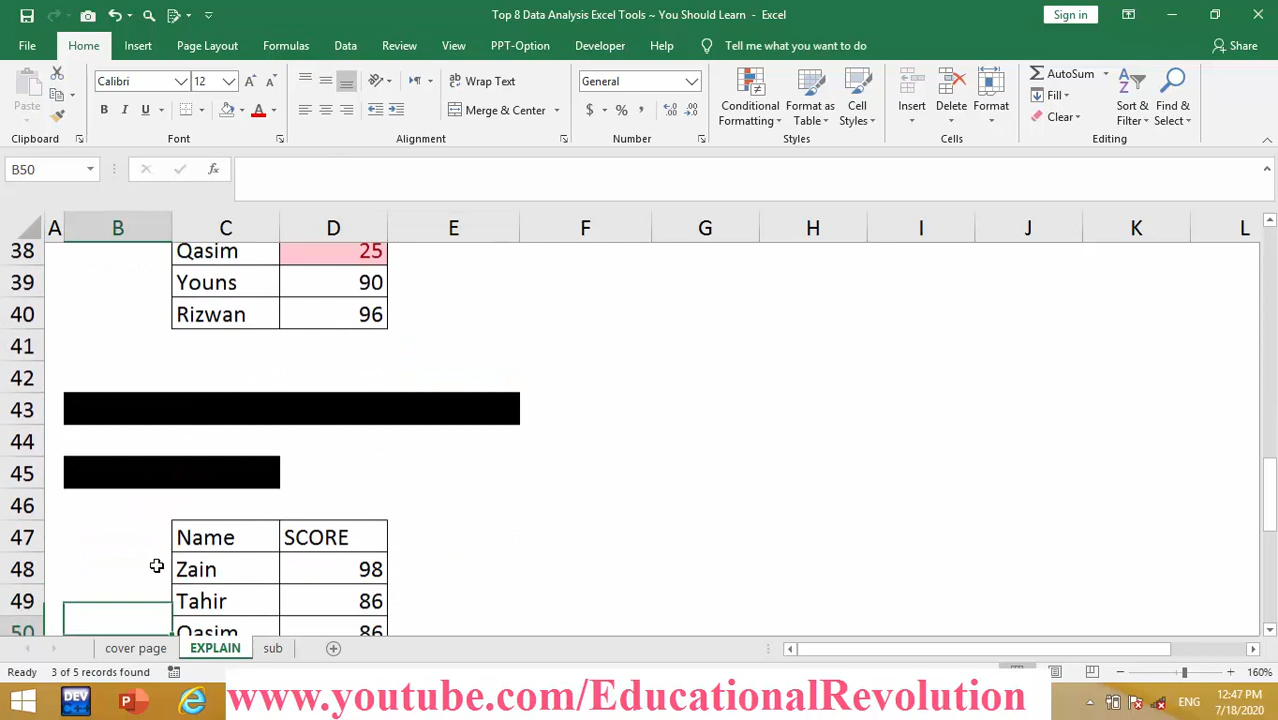 Top 8 Data Analysis Excel Tools ~ You Should Learn - Excel
Sign in
File Home Insert Page Layout Formulas Data Review View PPT-Option Developer Help Tell me what you want to do Share
Paste
Calibri 12
Wrap Text
General
Conditional Formatting
Format as Table
Cell Styles
Insert Delete Format
AutoSum
Fill
Clear
Sort & Filter
Find & Select
B I U
Merge & Center
$ % ,
Clipboard Font Alignment Number Styles Cells Editing
B50 fx
A B C D E F G H I J K L
38 Qasim 25
39 Youns 90
40 Rizwan 96
41
42
43
44
45
46
47 Name SCORE
48 Zain 98
49 Tahir 86
50 Qasim 86
cover page EXPLAIN sub
Ready 3 of 5 records found 160%
DEV
www.youtube.com/EducationalRevolution
ENG
12:47 PM
7/18/2020